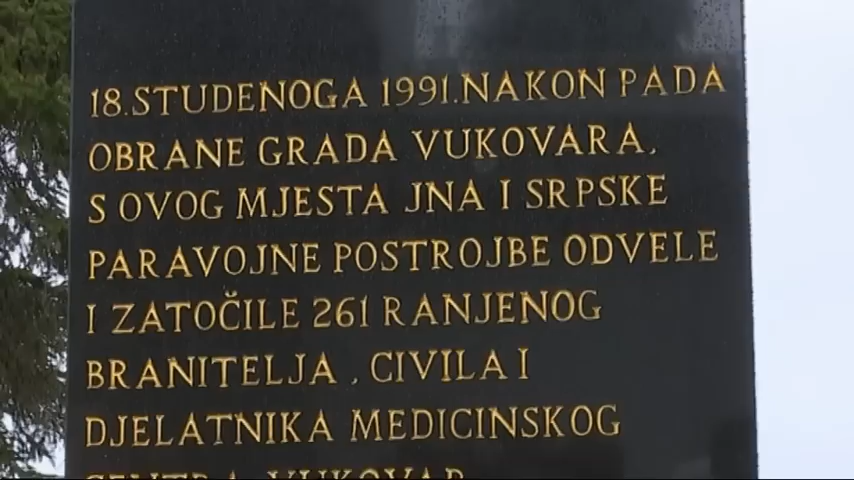 18.STUDENOGA 1991.NAKON PADA
OBRANE GRADA VUKOVARA,
S OVOG MJESTA JNA I SRPSKE
PARAVOJNE POSTROJBE ODVELE
I ZATOČILE 261 RANJENOG
BRANITELJA , CIVILA I
DJELATNIKA MEDICINSKOG
CENTRA VUKOVAR